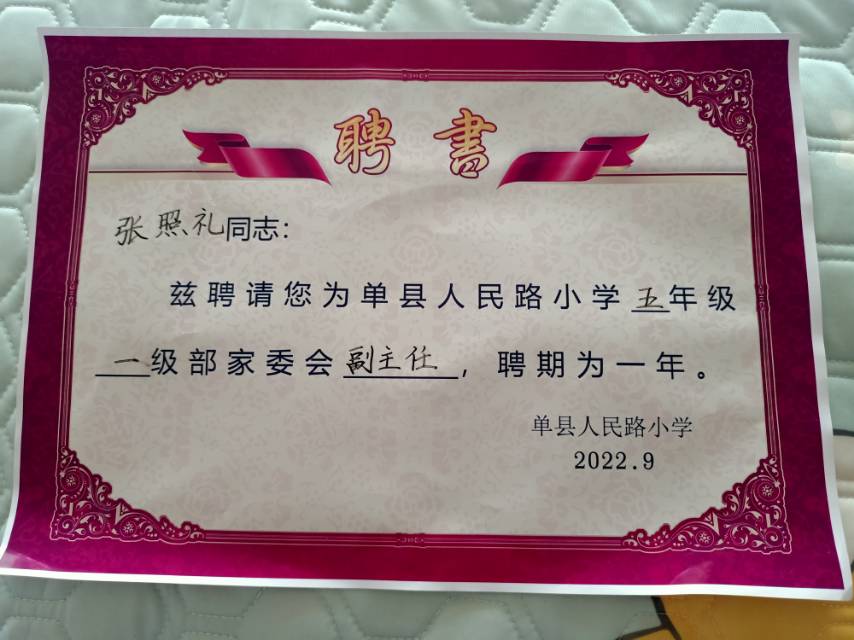 聘書
张照礼同志：
兹聘请您为单县人民路小学五年级
一级部家委会副主任，聘期为一年。
单县人民路小学
2022.9